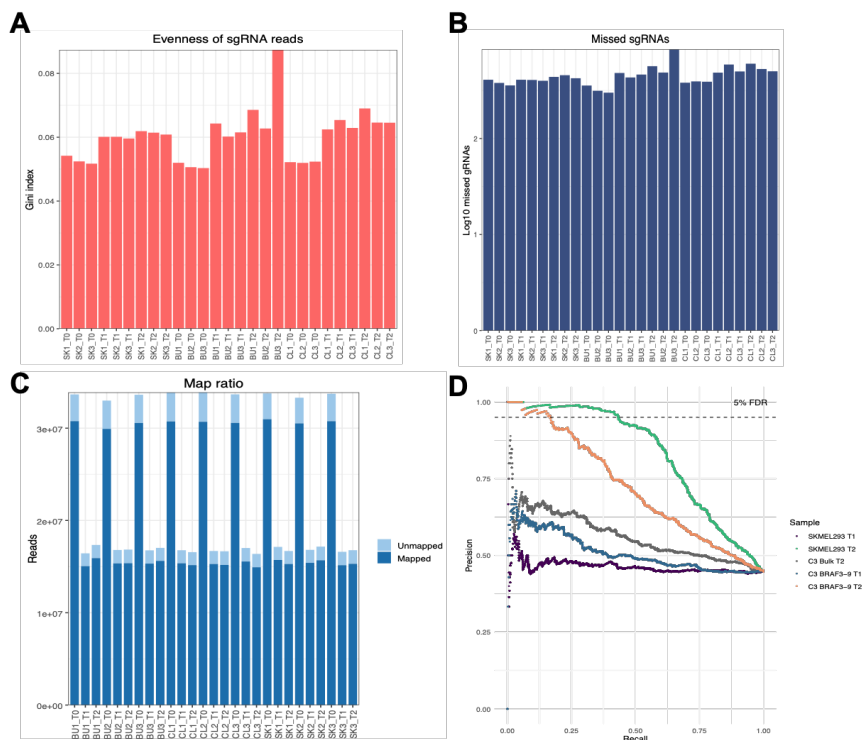 A
Evenness of sgRNA reads
Gini index
0.08
0.06
0.04
0.02
0.00
SK1_T0
SK2_T0
SK3_T0
SK1_T1
SK2_T1
SK3_T1
SK1_T2
SK2_T2
SK3_T2
BU1_T0
BU2_T0
BU3_T0
BU1_T1
BU2_T1
BU3_T1
BU1_T2
BU2_T2
BU3_T2
CL1_T0
CL2_T0
CL3_T0
CL1_T1
CL2_T1
CL3_T1
CL1_T2
CL2_T2
CL3_T2
B
Missed sgRNAs
Log10 missed gRNAs
2
1
0
SK1_T0
SK2_T0
SK3_T0
SK1_T1
SK2_T1
SK3_T1
SK1_T2
SK2_T2
SK3_T2
BU1_T0
BU2_T0
BU3_T0
BU1_T1
BU2_T1
BU3_T1
BU1_T2
BU2_T2
BU3_T2
CL1_T0
CL2_T0
CL3_T0
CL1_T1
CL2_T1
CL3_T1
CL1_T2
CL2_T2
CL3_T2
C
Map ratio
Reads
3e+07
2e+07
1e+07
0e+00
BU1_T0
BU1_T1
BU1_T2
BU2_T0
BU2_T1
BU2_T2
BU3_T0
BU3_T1
BU3_T2
CL1_T0
CL1_T1
CL1_T2
CL2_T0
CL2_T1
CL2_T2
CL3_T0
CL3_T1
CL3_T2
SK1_T0
SK1_T1
SK1_T2
SK2_T0
SK2_T1
SK2_T2
SK3_T0
SK3_T1
SK3_T2
Unmapped
Mapped
D
5% FDR
Precision
1.00
0.75
0.50
0.25
0.00
0.00
0.25
0.50
0.75
1.00
Recall
Sample
SKMEL293 T1
SKMEL293 T2
C3 Bulk T2
C3 BRAF3-9 T1
C3 BRAF3-9 T2